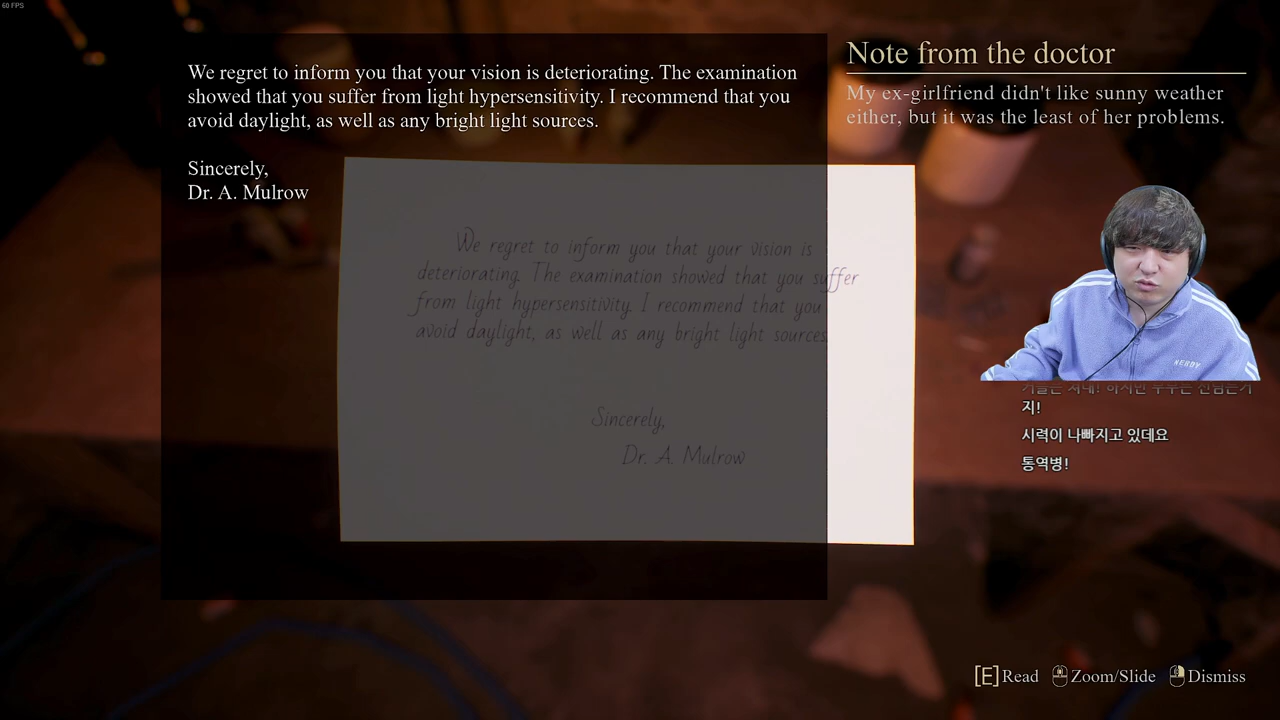 60 FPS
We regret to inform you that your vision is deteriorating. The examination
showed that you suffer from light hypersensitivity. I recommend that you
avoid daylight, as well as any bright light sources.
Sincerely,
Dr. A. Mulrow
Note from the doctor
My ex-girlfriend didn't like sunny weather
either, but it was the least of her problems.
We regret to inform you that your vision is
deteriorating. The examination showed that you suffer
from light hypersensitivity. I recommend that you
avoid daylight, as well as any bright light sources.
Sincerely,
Dr. A. Mulrow
NERDY
지!
시력이 나빠지고 있데요
통역병!
[E]Read Zoom/Slide Dismiss